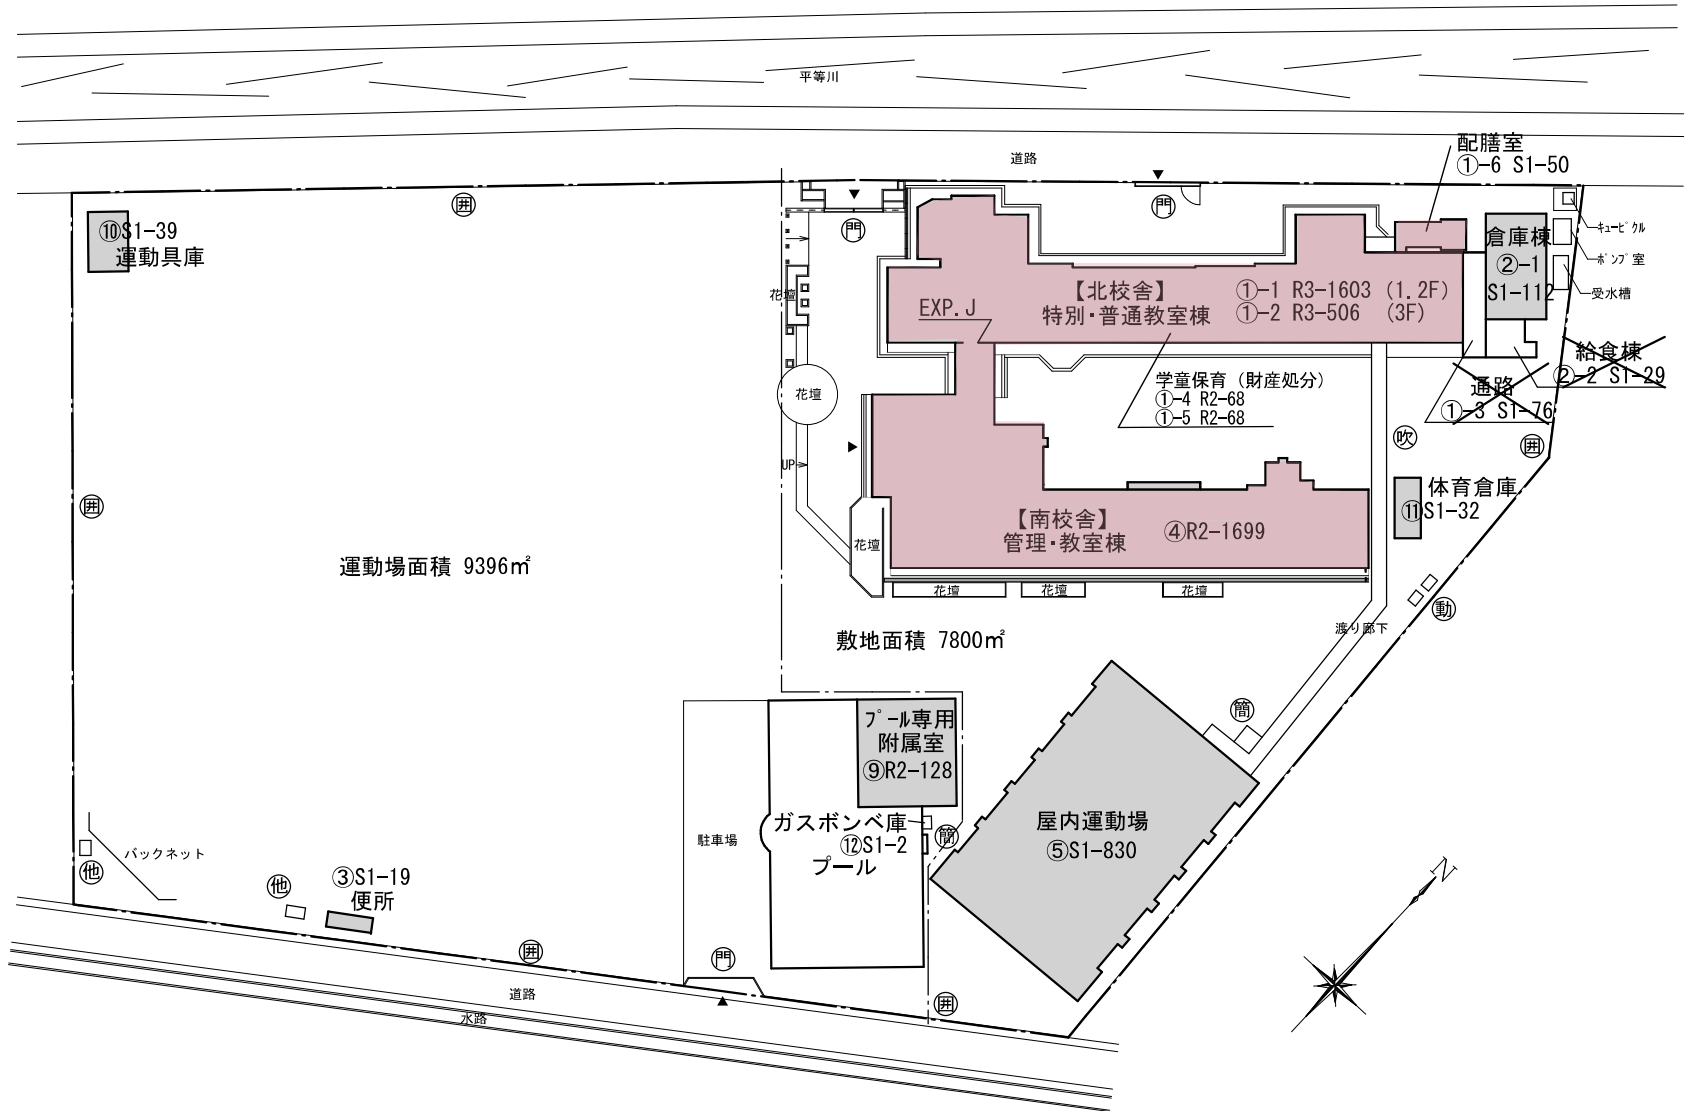 平等川
道路
配膳室
①-6 S1-50
囲
門
門
⑩S1-39
運動具庫
キュービクル
ポンプ室
受水槽
倉庫棟
②-1
S1-112
花壇
【北校舎】
特別・普通教室棟
①-1 R3-1603 (1.2F)
①-2 R3-506 (3F)
EXP.J
給食棟
②-2 S1-29
通路
①-3 S1-76
学童保育（財産処分）
①-4 R2-68
①-5 R2-68
花壇
吹
囲
UP
囲
体育倉庫
⑪S1-32
【南校舎】
管理・教室棟
④R2-1699
花壇
運動場面積 9396㎡
花壇
花壇
花壇
動
渡り廊下
敷地面積 7800㎡
簡
プール専用
附属室
⑨R2-128
ガスボンベ庫
⑫S1-2
プール
簡
駐車場
屋内運動場
⑤S1-830
バックネット
他
他
③S1-19
便所
N
囲
門
道路
囲
水路